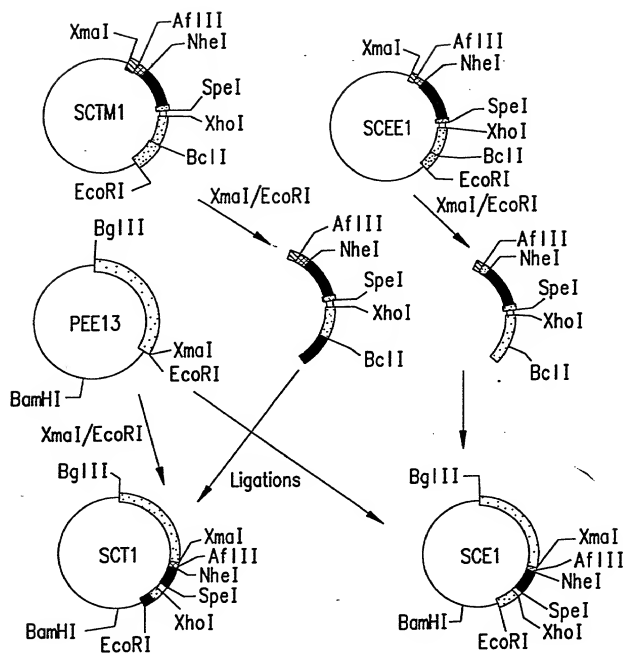 XmaI
AflII
NheI
SCTM1
SpeI
XhoI
BclI
EcoRI
XmaI
AflII
NheI
SCEE1
SpeI
XhoI
BclI
EcoRI
XmaI/EcoRI
XmaI/EcoRI
AflII
NheI
SpeI
XhoI
BclI
AflII
NheI
SpeI
XhoI
BclI
BglII
PEE13
XmaI
EcoRI
BamHI
XmaI/EcoRI
Ligations
BglII
SCT1
XmaI
AflII
NheI
SpeI
XhoI
EcoRI
BamHI
BglII
SCE1
XmaI
AflII
NheI
SpeI
XhoI
EcoRI
BamHI